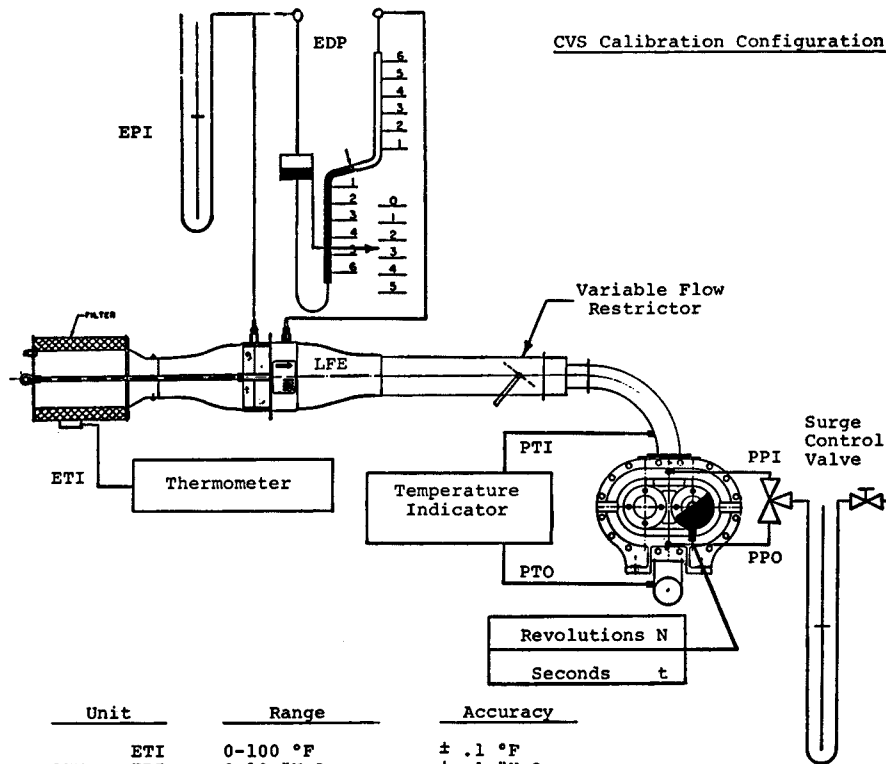 CVS Calibration Configuration
EDP
EPI
6
5
4
3
2
1
1
2
3
4
5
6
0
1
2
3
4
5
FILTER
LFE
Variable Flow
Restrictor
ETI
Thermometer
PTI
Temperature
Indicator
PTO
PPI
PPO
Surge
Control
Valve
Revolutions N
Seconds t
Unit Range Accuracy
ETI 0-100 °F ± .1 °F